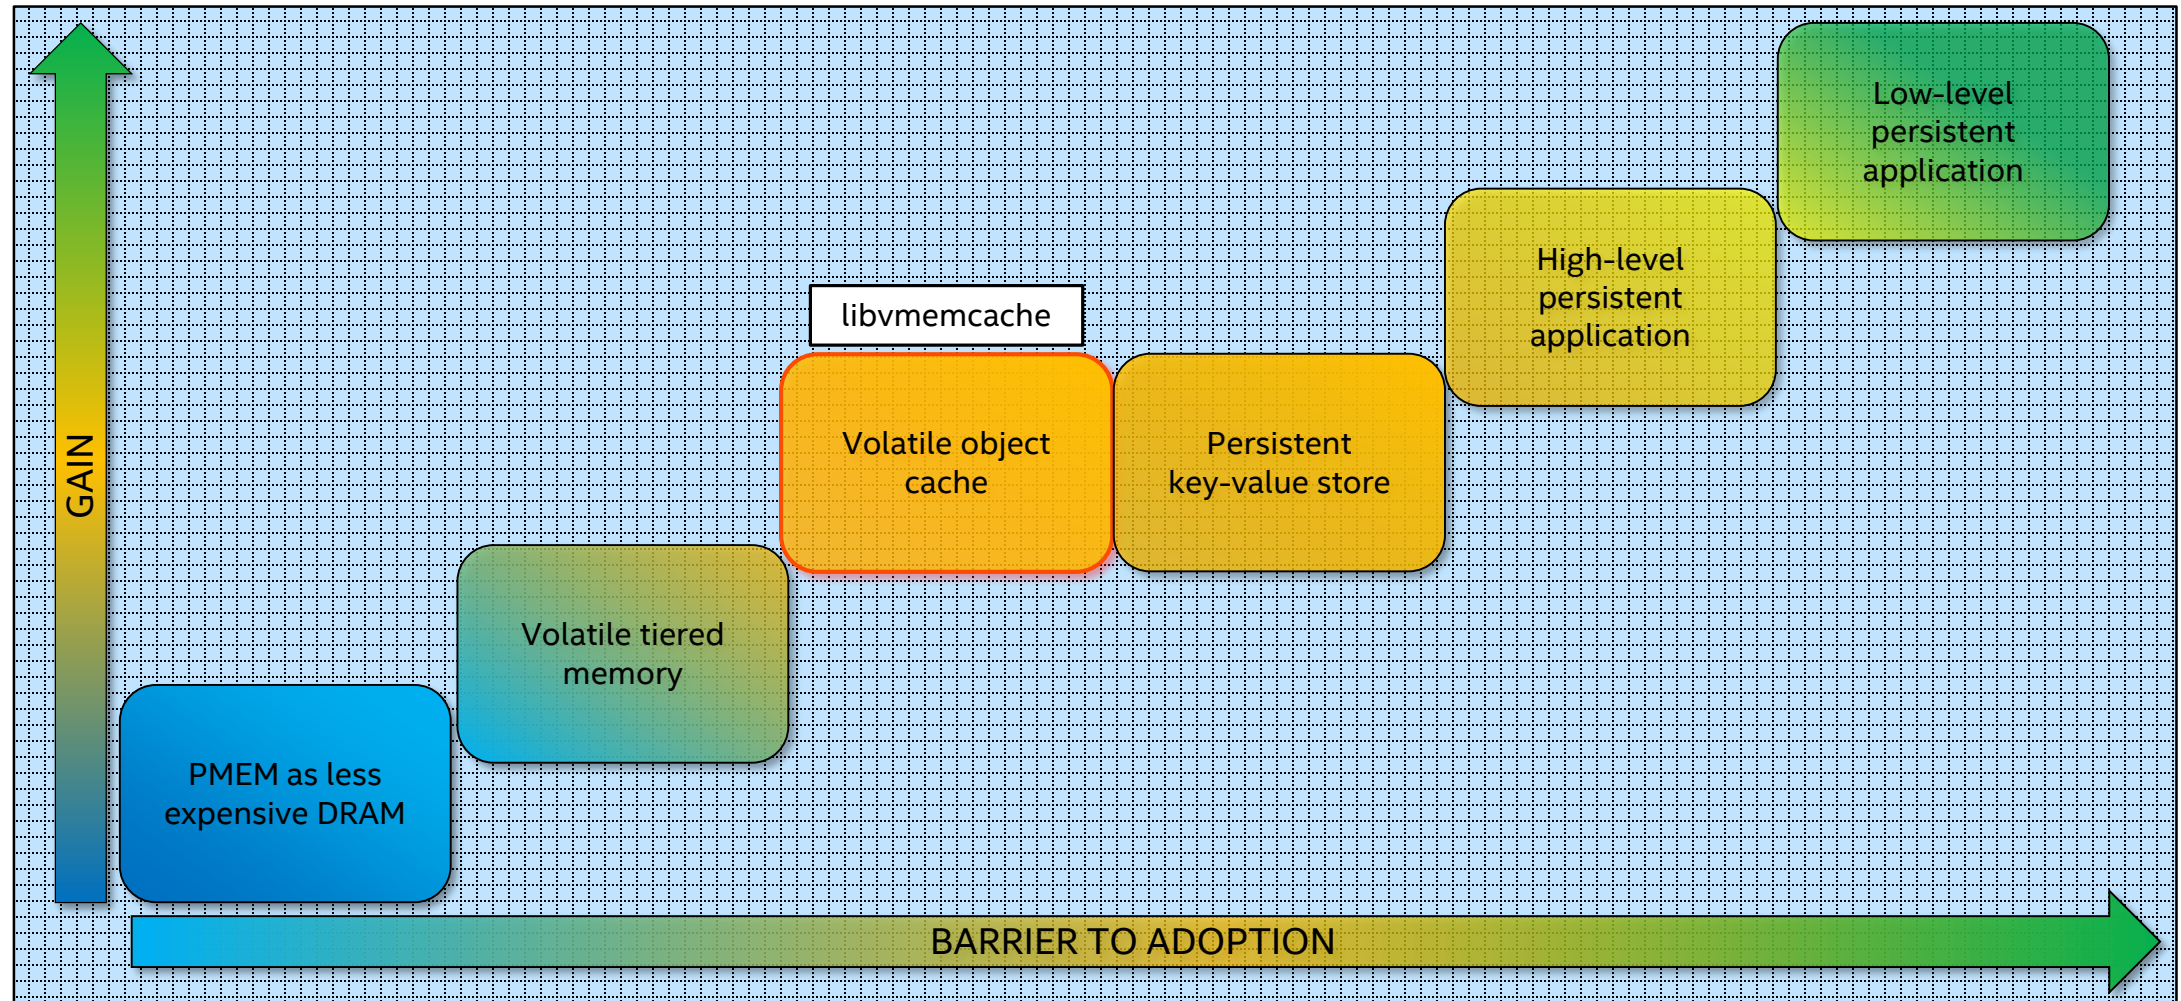 Low-level
persistent
application
High-level
persistent
application
libvmemcache
Volatile object
cache
Persistent
key-value store
GAIN
Volatile tiered
memory
PMEM as less
expensive DRAM
BARRIER TO ADOPTION